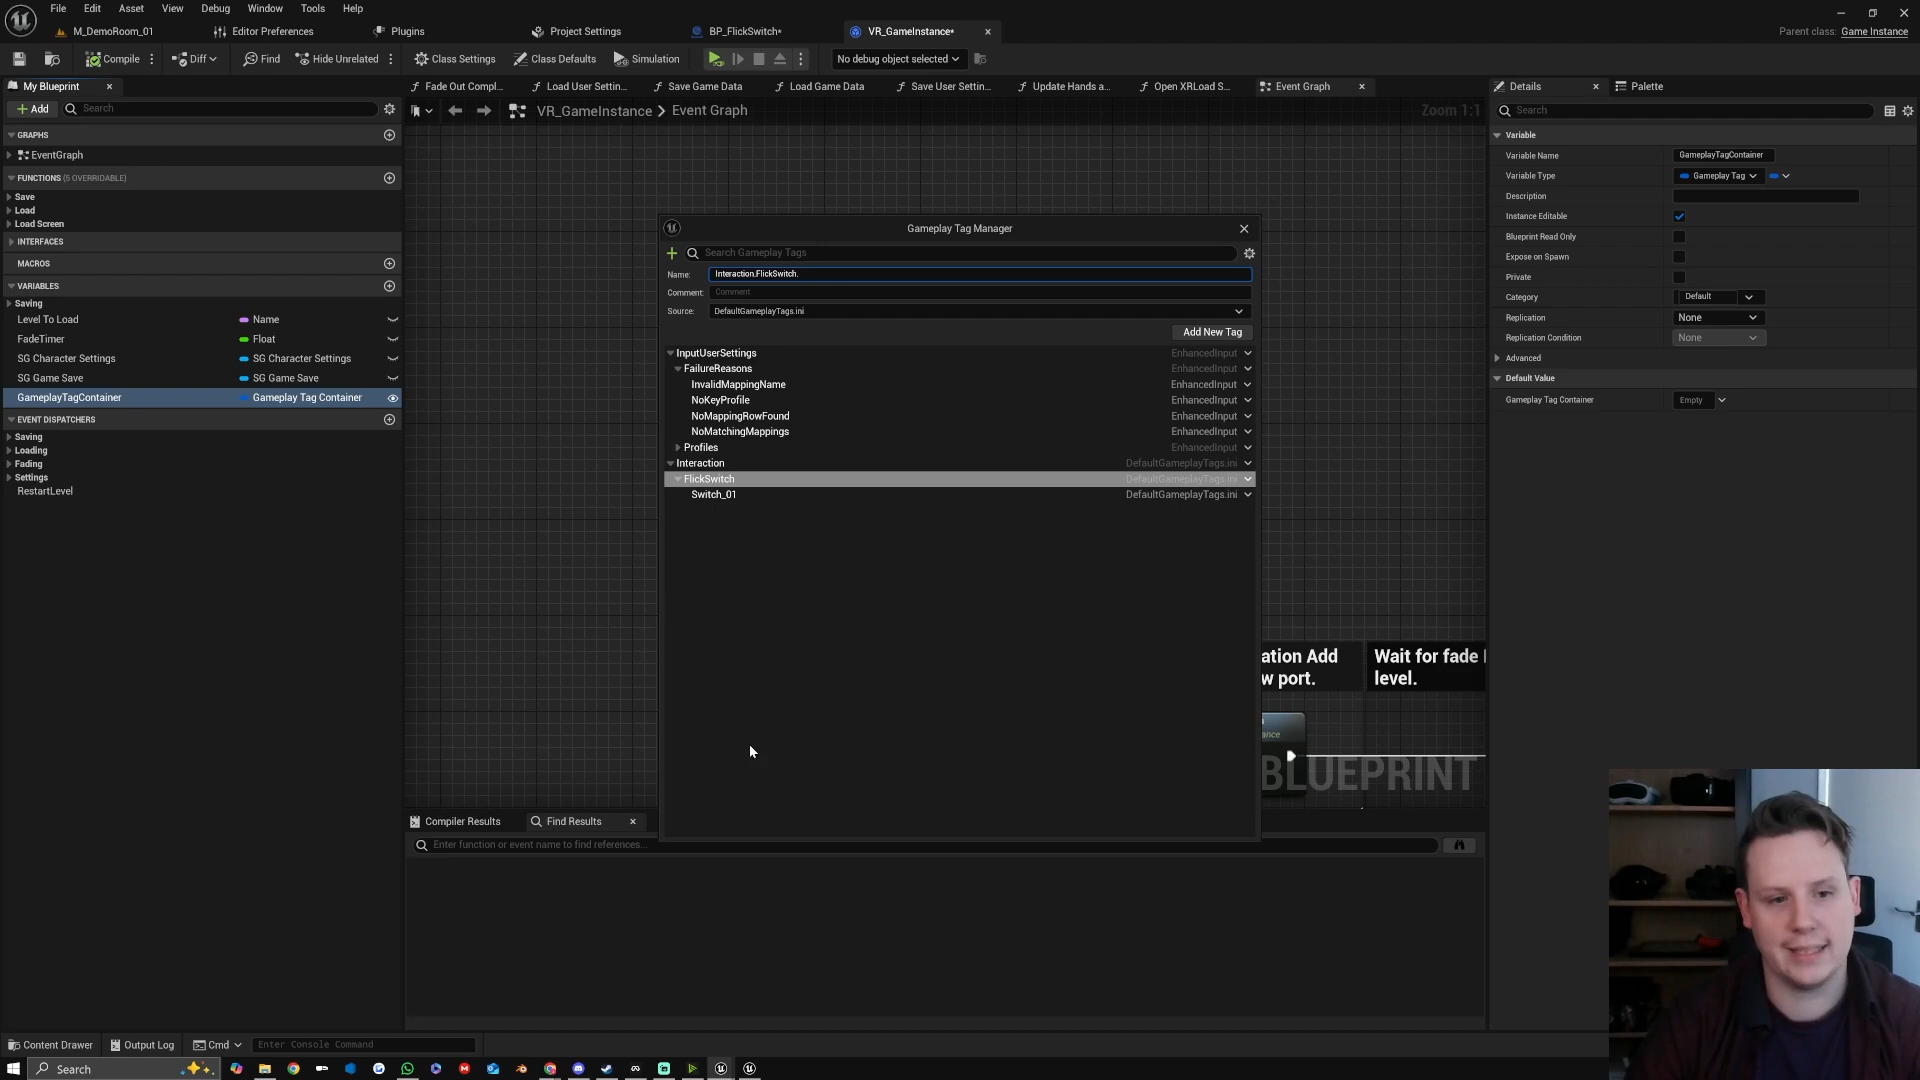 File Edit Asset View Debug Window Tools Help
M_DemoRoom_01 Editor Preferences Plugins Project Settings BP_FlickSwitch* VR_GameInstance*
Parent class: Game Instance
Compile Diff Find Hide Unrelated Class Settings Class Defaults Simulation No debug object selected
My Blueprint
Fade Out Compl... Load User Settin... Save Game Data Load Game Data Save User Settin... Update Hands a... Open XRLoad S... Event Graph
Details Palette
Add Search
VR_GameInstance > Event Graph
Zoom 1:1
Search
GRAPHS
EventGraph
FUNCTIONS (5 OVERRIDABLE)
Save
Load
Load Screen
INTERFACES
MACROS
VARIABLES
Saving
Level To Load Name
FadeTimer Float
SG Character Settings SG Character Settings
SG Game Save SG Game Save
GameplayTagContainer Gameplay Tag Container
EVENT DISPATCHERS
Saving
Loading
Fading
Settings
RestartLevel
Gameplay Tag Manager
Search Gameplay Tags
Name: Interaction.FlickSwitch.
Comment: Comment
Source: DefaultGameplayTags.ini
Add New Tag
InputUserSettings EnhancedInput
FailureReasons EnhancedInput
InvalidMappingName EnhancedInput
NoKeyProfile EnhancedInput
NoMappingRowFound EnhancedInput
NoMatchingMappings EnhancedInput
Profiles EnhancedInput
Interaction DefaultGameplayTags.ini
FlickSwitch DefaultGameplayTags.ini
Switch_01 DefaultGameplayTags.ini
ation Add
w port.
Wait for fade
level.
ance
BLUEPRINT
Variable
Variable Name GameplayTagContainer
Variable Type Gameplay Tag
Description
Instance Editable
Blueprint Read Only
Expose on Spawn
Private
Category Default
Replication None
Replication Condition None
Advanced
Default Value
Gameplay Tag Container Empty
Compiler Results Find Results
Enter function or event name to find references...
Content Drawer Output Log Cmd Enter Console Command
Search